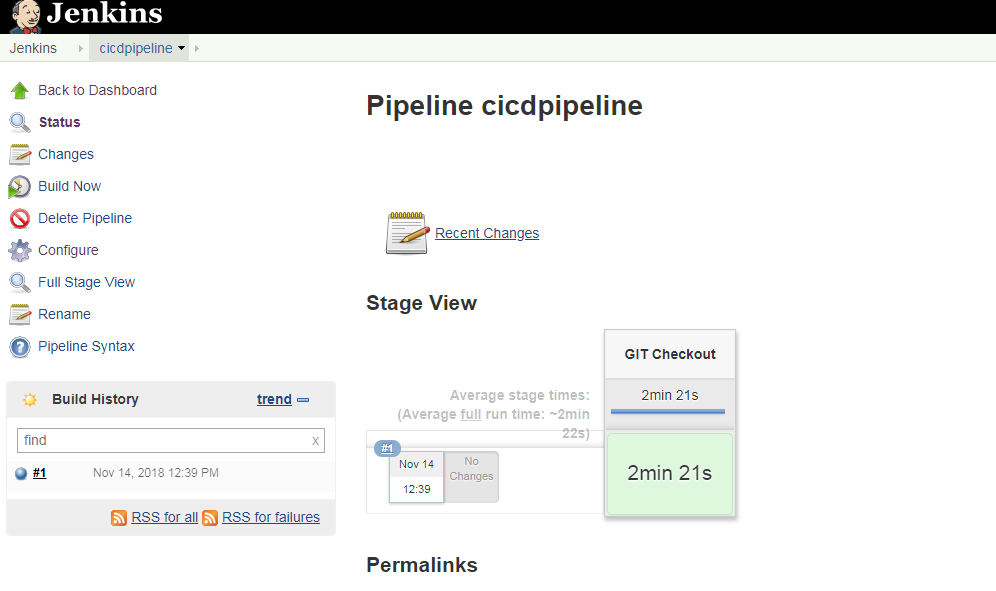 Jenkins
Jenkins
cicdpipeline
Back to Dashboard
Status
Changes
Build Now
Delete Pipeline
Configure
Full Stage View
Rename
? Pipeline Syntax
Build History
trend
find x
#1 Nov 14, 2018 12:39 PM
RSS for all RSS for failures
Pipeline cicdpipeline
Recent Changes
Stage View
GIT Checkout
Average stage times:
(Average full run time: ~2min
22s)
2min 21s
#1
Nov 14
12:39
No
Changes
2min 21s
Permalinks